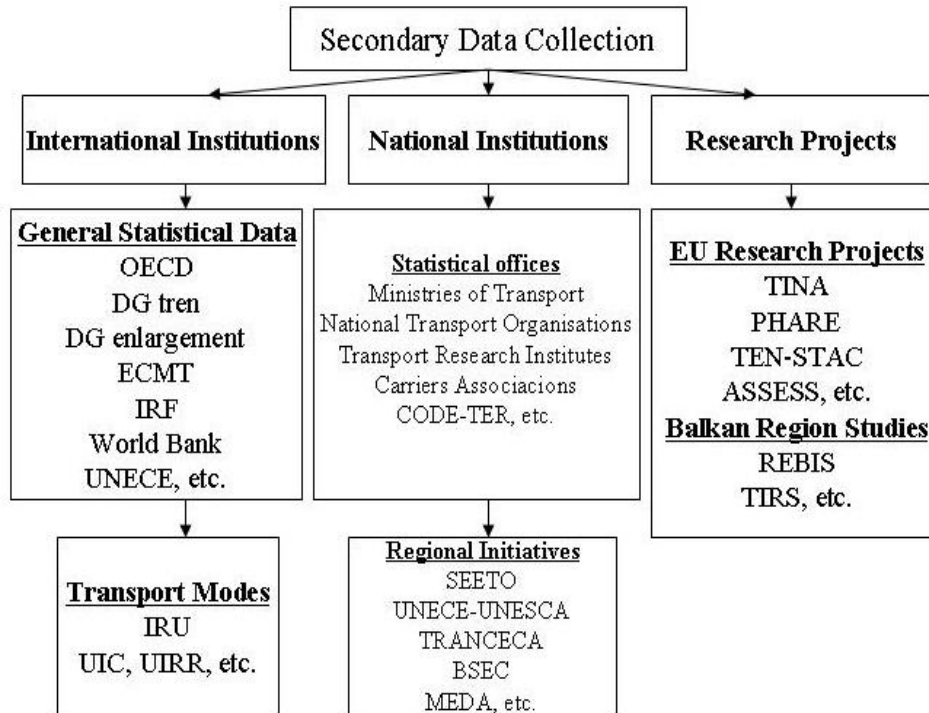 Secondary Data Collection
International Institutions
National Institutions
Research Projects
General Statistical Data
OECD
DG tren
DG enlargement
ECMT
IRF
World Bank
UNECE, etc.
Statistical offices
Ministries of Transport
National Transport Organisations
Transport Research Institutes
Carriers Associacions
CODE-TER, etc.
EU Research Projects
TINA
PHARE
TEN-STAC
ASSESS, etc.
Balkan Region Studies
REBIS
TIRS, etc.
Transport Modes
IRU
UIC, UIRR, etc.
Regional Initiatives
SEETO
UNECE-UNESCA
TRANCECA
BSEC
MEDA, etc.